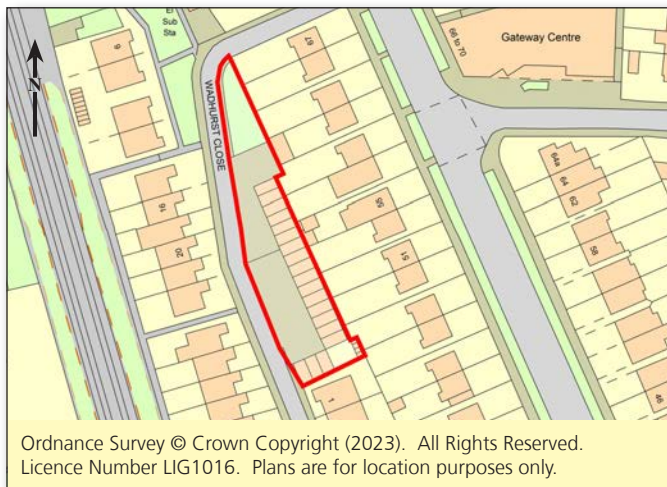 El
Sub
Sta
9
67
66 to 70
Gateway Centre
N
WADHURST CLOSE
64a
64
62
16
55
20
58
51
1
46
Ordnance Survey © Crown Copyright (2023). All Rights Reserved.
Licence Number LIG1016. Plans are for location purposes only.